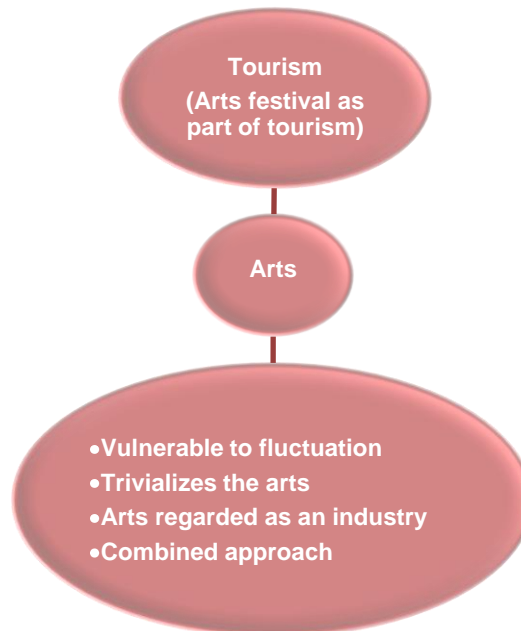 Tourism
(Arts festival as
part of tourism)
Arts
•Vulnerable to fluctuation
•Trivializes the arts
•Arts regarded as an industry
•Combined approach